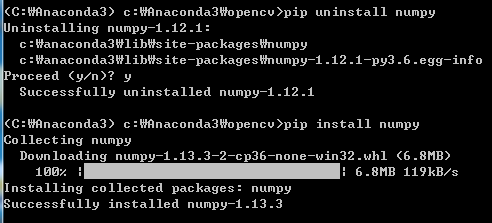 (C:₩Anaconda3) c:₩Anaconda3₩opencv>pip uninstall numpy
Uninstalling numpy-1.12.1:
c:₩anaconda3₩lib₩site-packages₩numpy
c:₩anaconda3₩lib₩site-packages₩numpy-1.12.1-py3.6.egg-info
Proceed (y/n)? y
Successfully uninstalled numpy-1.12.1
(C:₩Anaconda3) c:₩Anaconda3₩opencv>pip install numpy
Collecting numpy
Downloading numpy-1.13.3-2-cp36-none-win32.whl (6.8MB)
100% |████████████████████████████████| 6.8MB 119kB/s
Installing collected packages: numpy
Successfully installed numpy-1.13.3